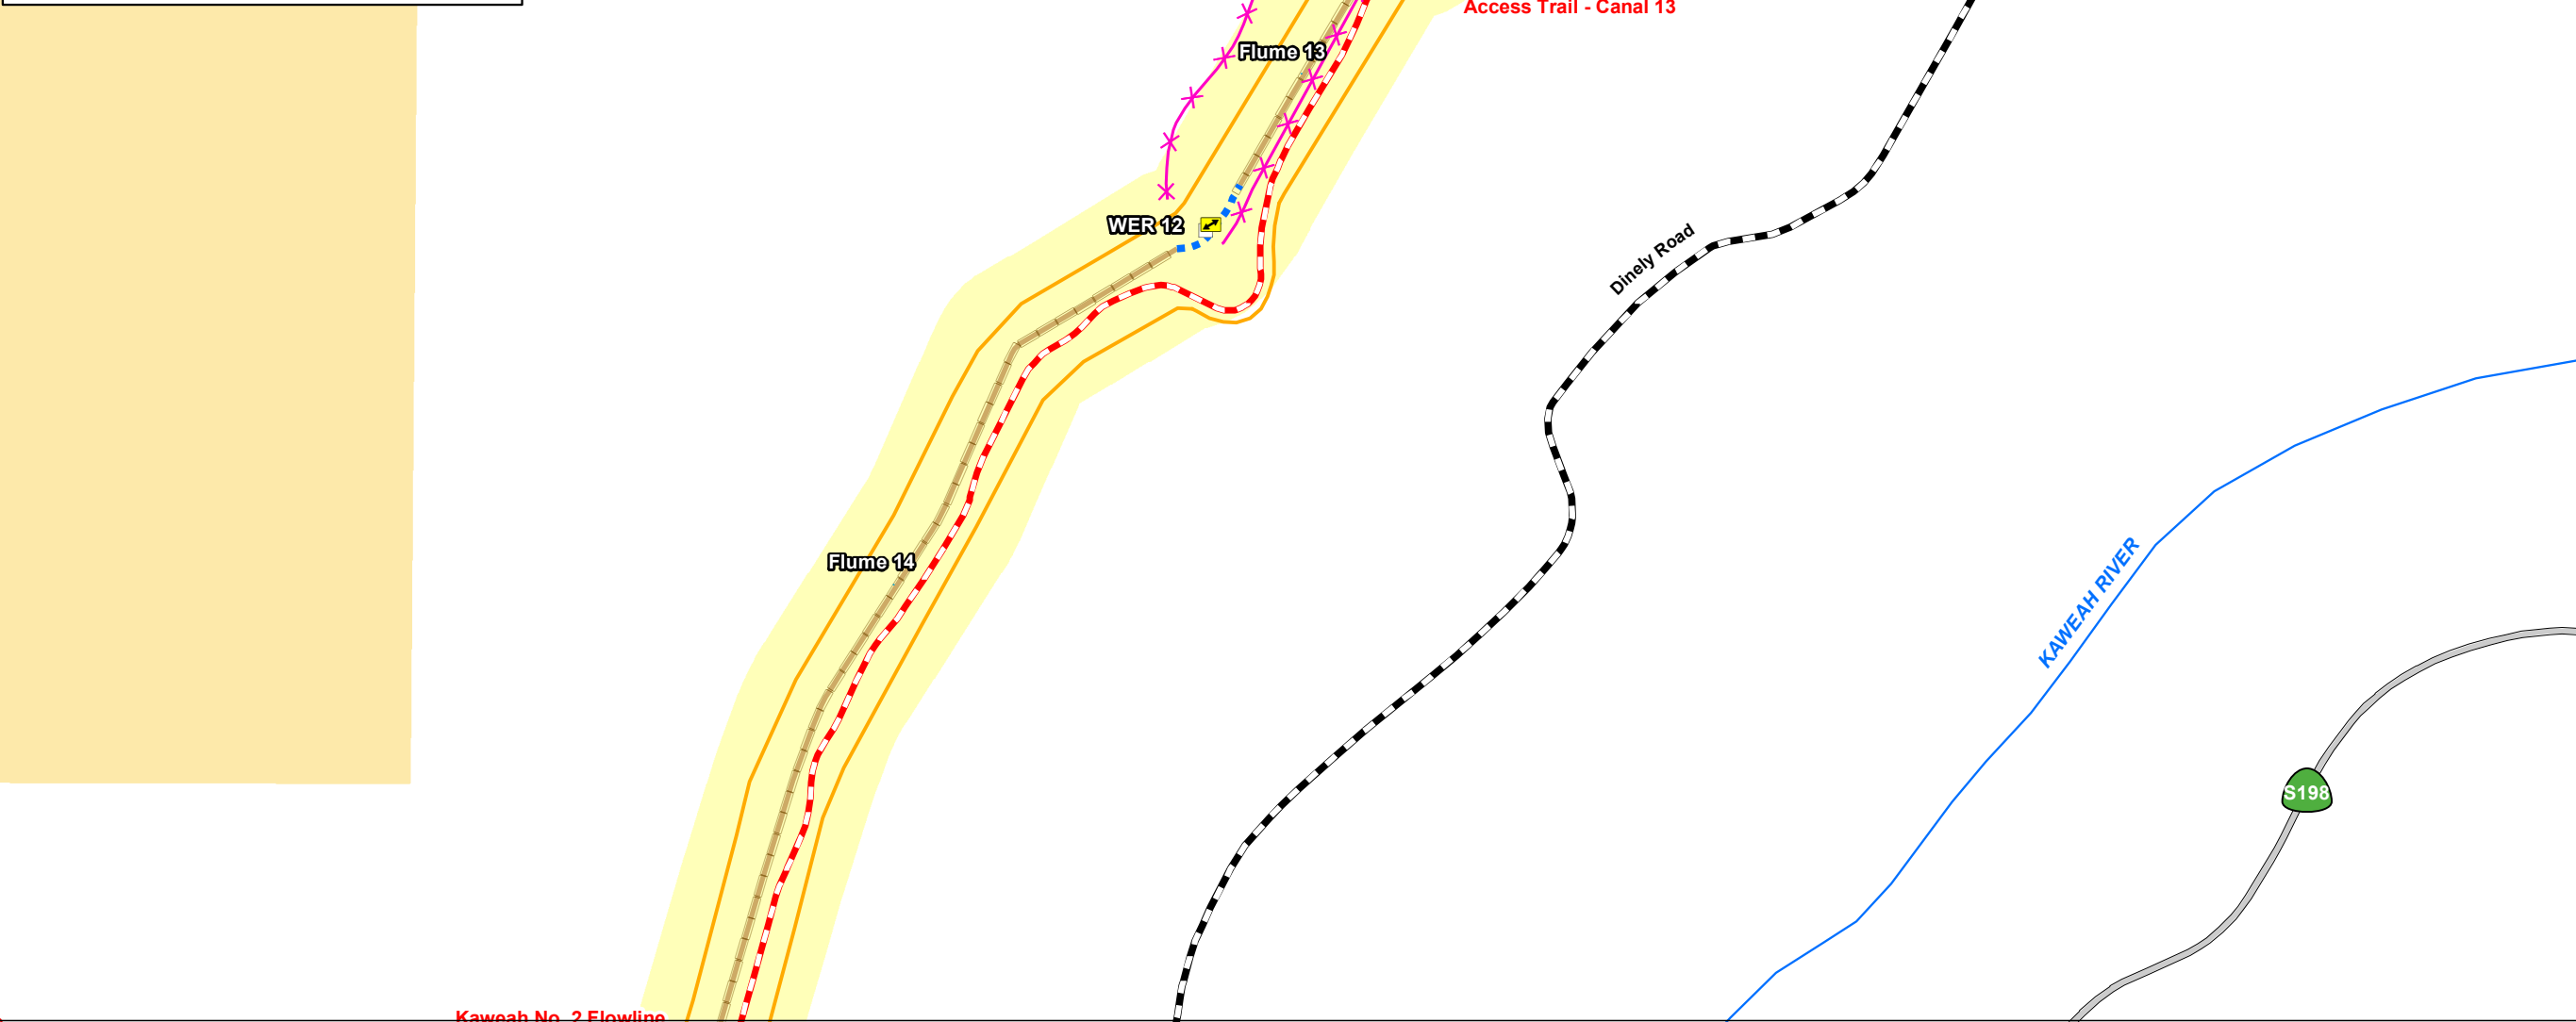 Access Trail - Canal 13
Flume 13
WER 12
Dinely Road
Flume 14
KAWEAH RIVER
S198
Kaweah No. 2 Flowline